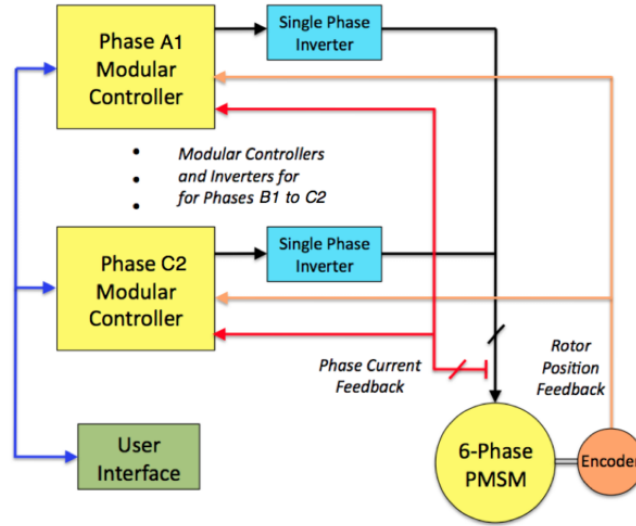 Phase A1
Modular
Controller
Single Phase
Inverter
Modular Controllers
and Inverters for
for Phases B1 to C2
Phase C2
Modular
Controller
Single Phase
Inverter
Phase Current
Feedback
Rotor
Position
Feedback
User
Interface
6-Phase
PMSM
Encoder